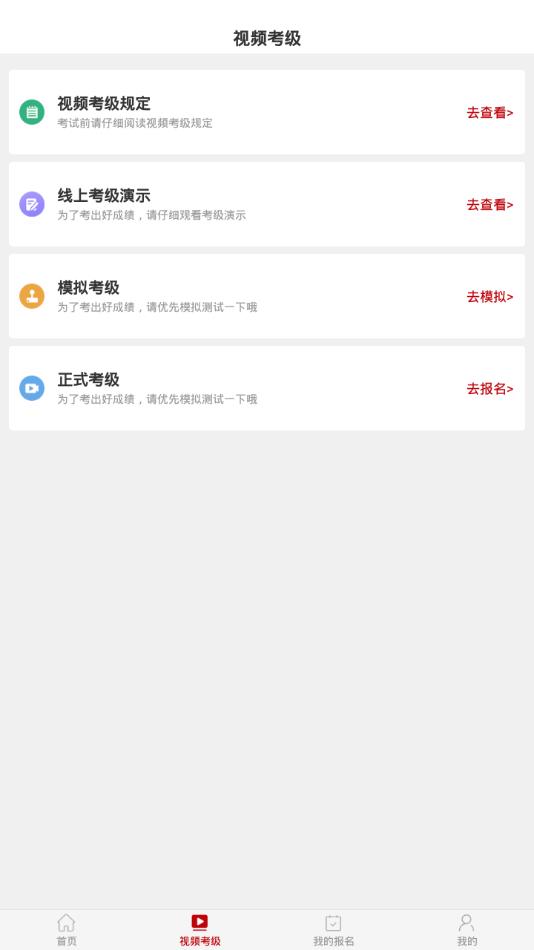 视频考级
视频考级规定
考试前请仔细阅读视频考级规定
去查看>
线上考级演示
为了考出好成绩，请仔细观看考级演示
去查看>
模拟考级
为了考出好成绩，请优先模拟测试一下哦
去模拟>
正式考级
为了考出好成绩，请优先模拟测试一下哦
去报名>
首页
视频考级
我的报名
我的